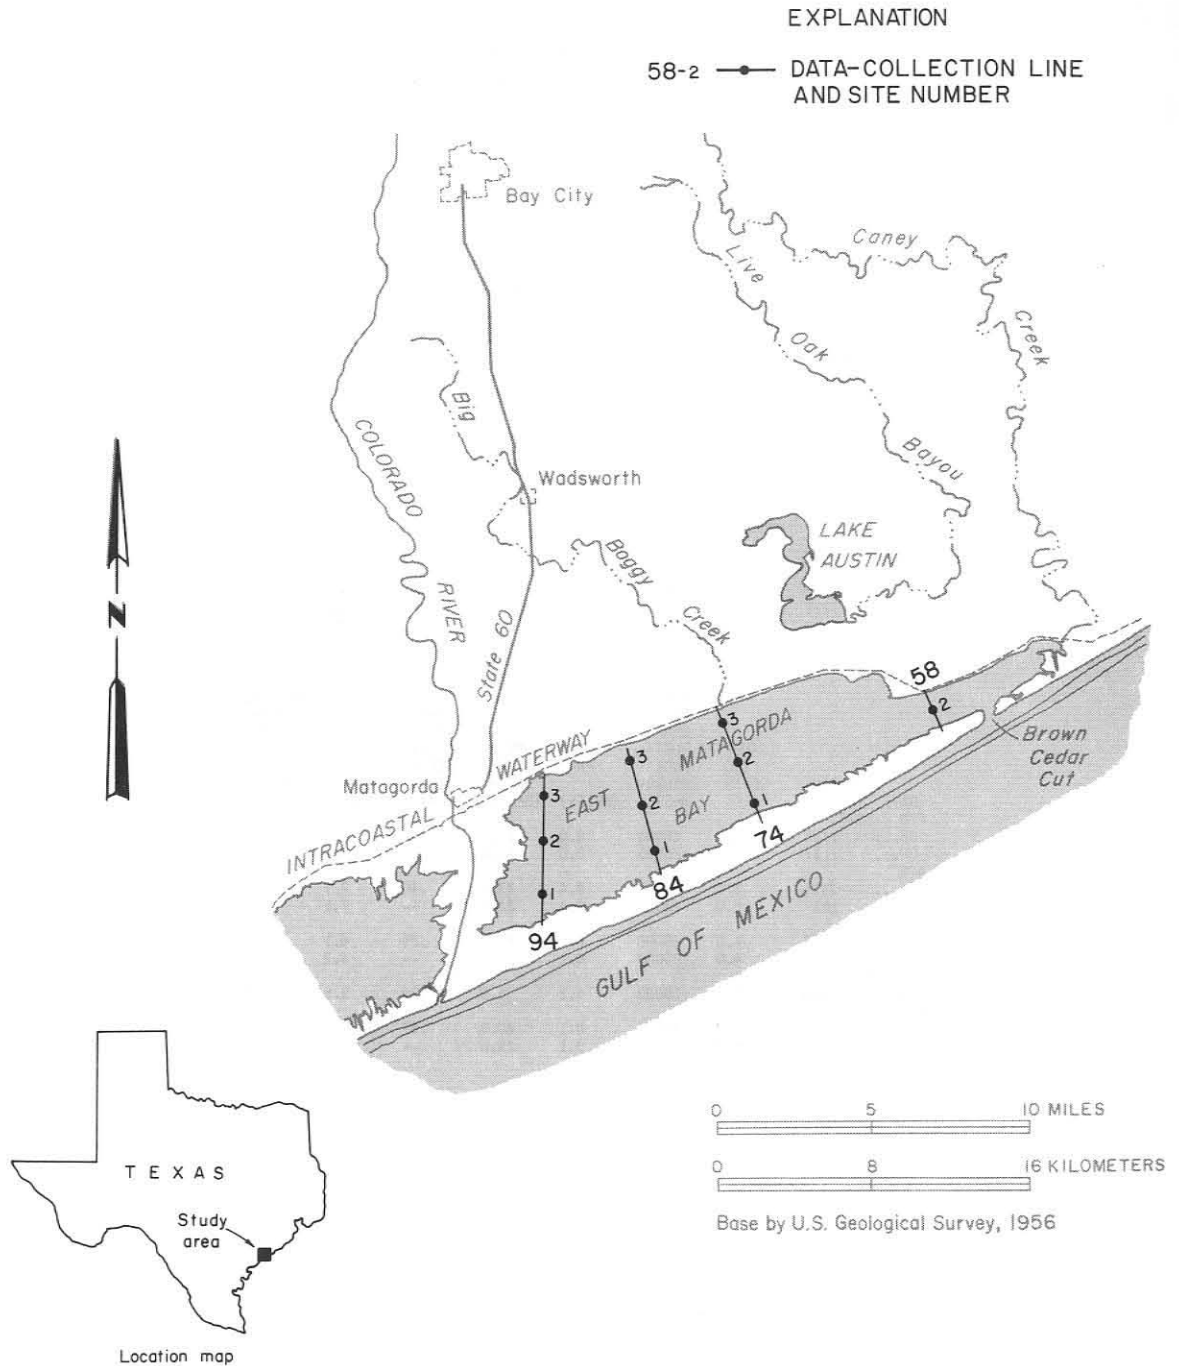 EXPLANATION
58-2 DATA-COLLECTION LINE
AND SITE NUMBER
Bay City
Caney
Creek
Live
Oak
Bayou
Big
Boggy
Creek
COLORADO
RIVER
Wadsworth
State 60
LAKE
AUSTIN
58
2
3
2
1
74
3
2
1
84
3
2
1
94
EAST
MATAGORDA
BAY
Brown
Cedar
Cut
Matagorda
INTRACOASTAL
WATERWAY
GULF OF MEXICO
N
0 5 10 MILES
0 8 16 KILOMETERS
Base by U.S. Geological Survey, 1956
TEXAS
Study
area
Location map